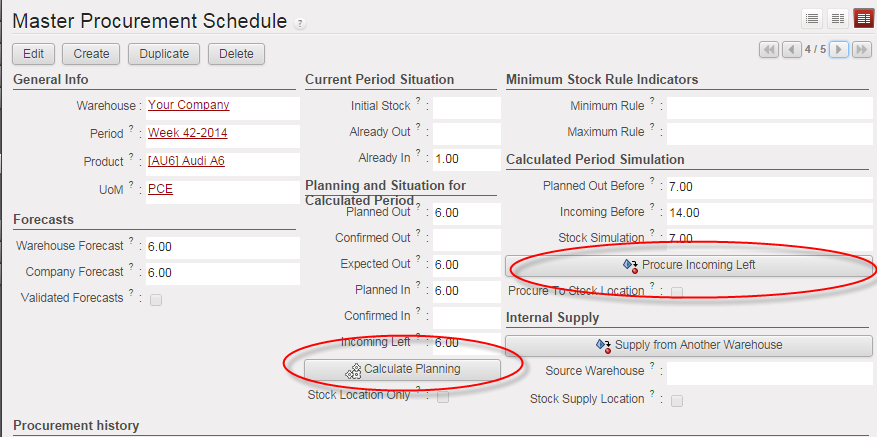 Master Procurement Schedule ?
Edit Create Duplicate Delete 4 / 5
General Info
Warehouse : Your Company
Period ? : Week 42-2014
Product ? : [AU6] Audi A6
UoM ? : PCE
Forecasts
Warehouse Forecast ? : 6.00
Company Forecast ? : 6.00
Validated Forecasts ? :
Current Period Situation
Initial Stock ? :
Already Out ? :
Already In ? : 1.00
Planning and Situation for
Calculated Period
Planned Out ? : 6.00
Confirmed Out ? :
Expected Out ? : 6.00
Planned In ? : 6.00
Confirmed In ? :
Incoming Left ? : 6.00
Calculate Planning
Stock Location Only ? :
Minimum Stock Rule Indicators
Minimum Rule ? :
Maximum Rule ? :
Calculated Period Simulation
Planned Out Before ? : 7.00
Incoming Before ? : 14.00
Stock Simulation ? : 7.00
Procure Incoming Left
Procure To Stock Location ? :
Internal Supply
Supply from Another Warehouse
Source Warehouse ? :
Stock Supply Location ? :
Procurement history